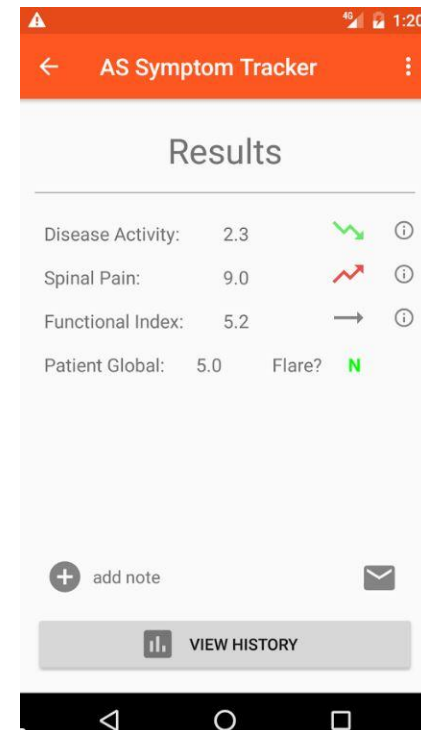 4G 1:20
AS Symptom Tracker
Results
Disease Activity: 2.3
Spinal Pain: 9.0
Functional Index: 5.2
Patient Global: 5.0 Flare? N
add note
VIEW HISTORY